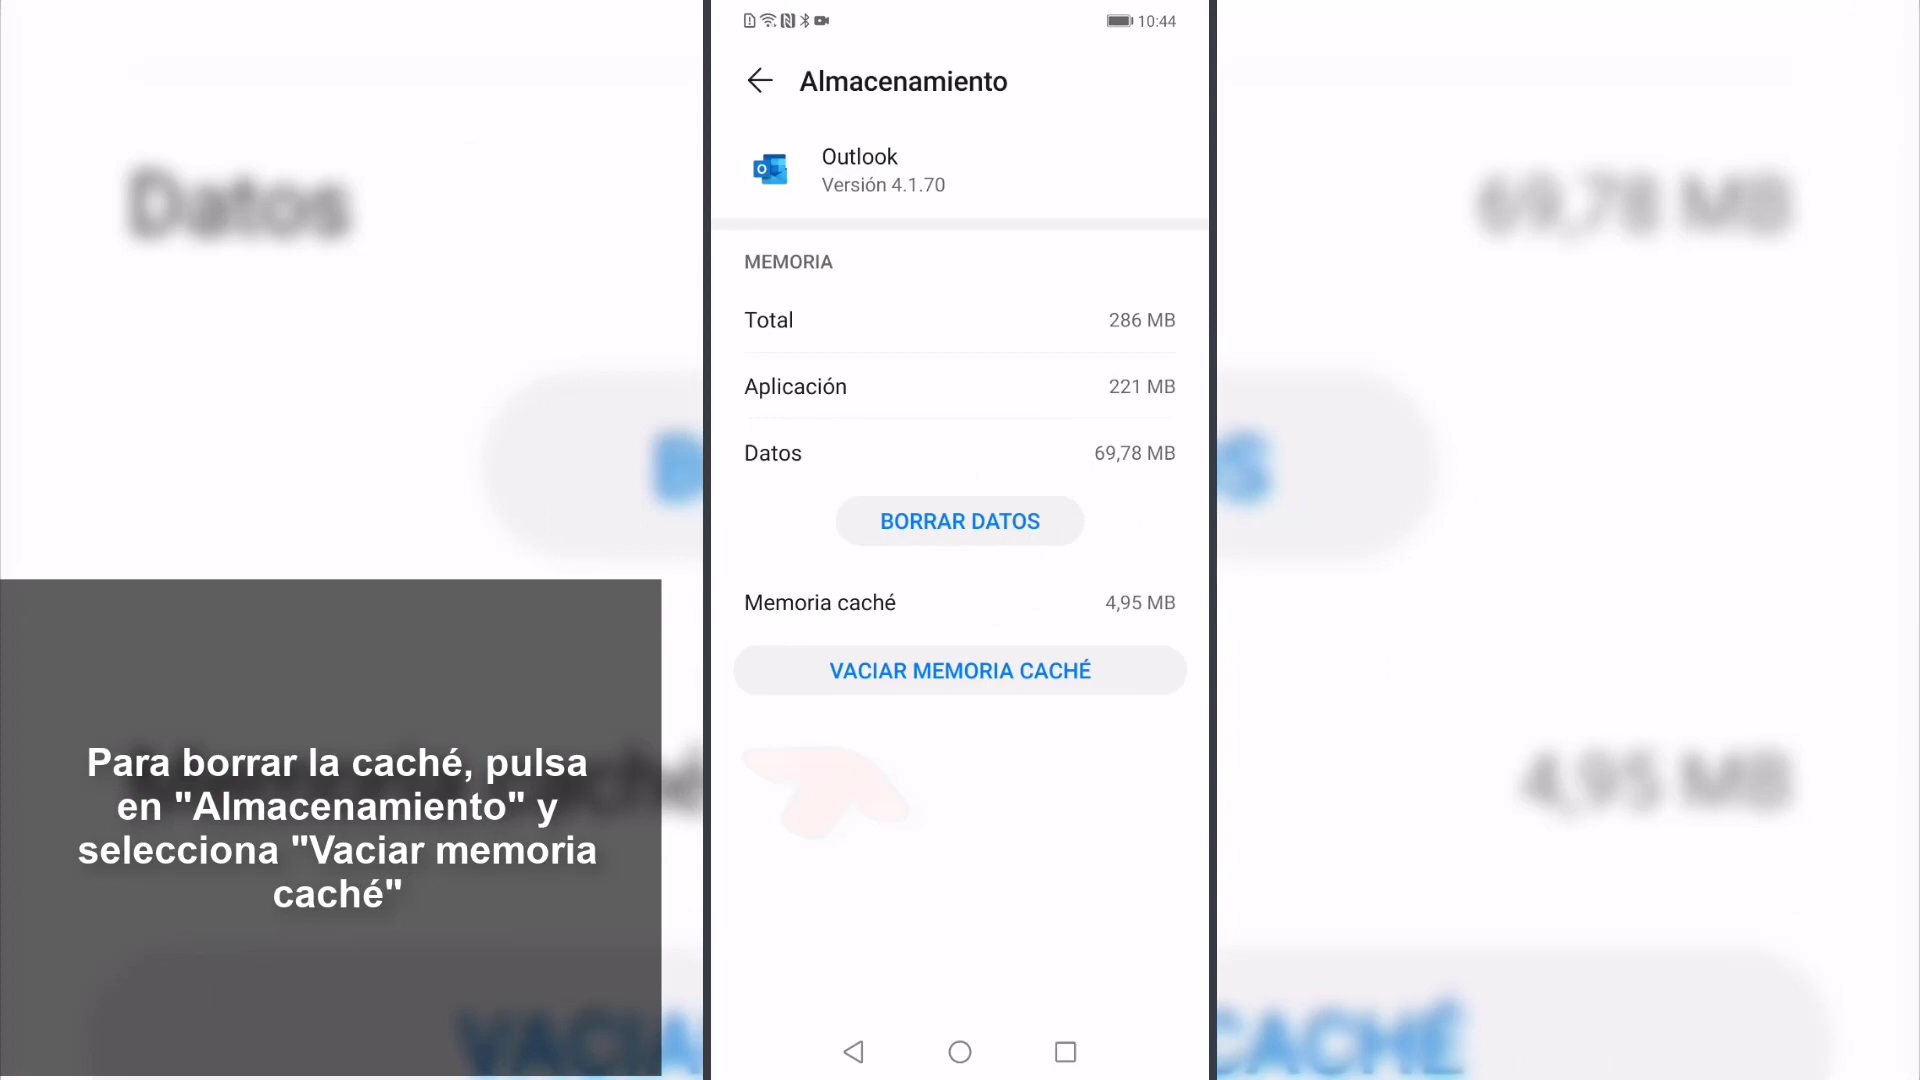 10:44
Almacenamiento
Outlook
Versión 4.1.70
MEMORIA
Total 286 MB
Aplicación 221 MB
Datos 69,78 MB
BORRAR DATOS
Memoria caché 4,95 MB
VACIAR MEMORIA CACHÉ
Datos 69,78 MB
4,95 MB
CACHÉ
Para borrar la caché, pulsa
en "Almacenamiento" y
selecciona "Vaciar memoria
caché"